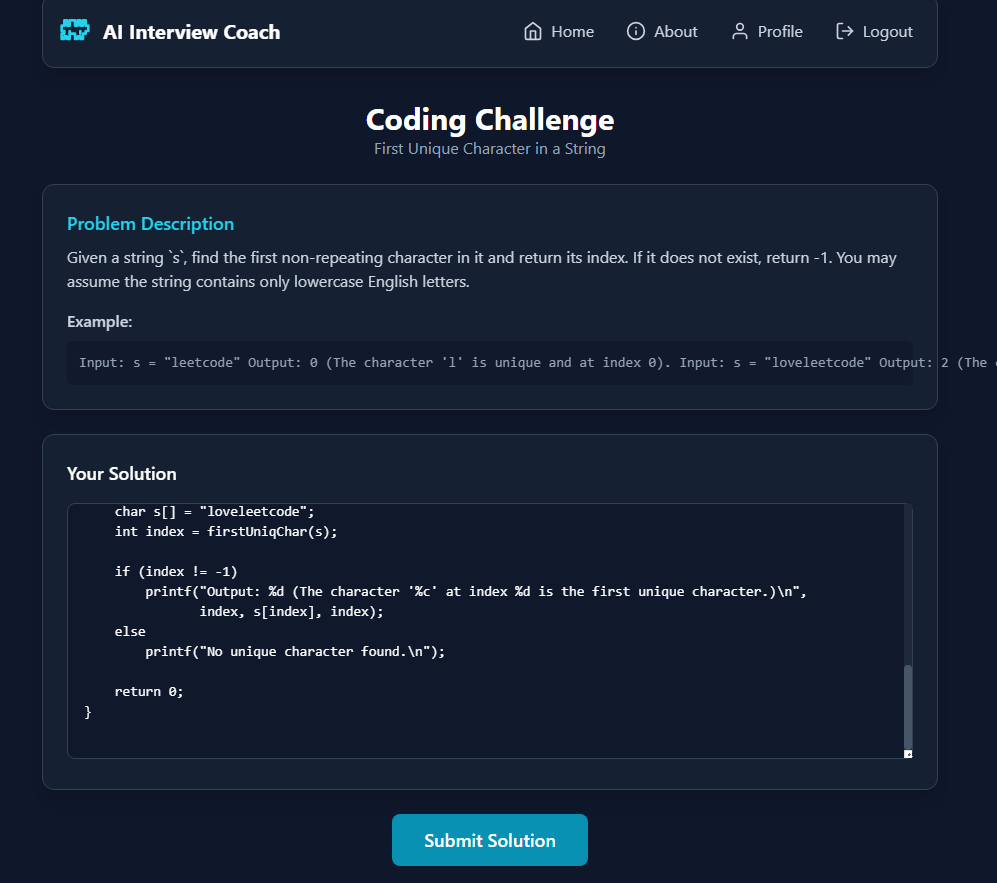 AI Interview Coach
Home
About
Profile
Logout
Coding Challenge
First Unique Character in a String
Problem Description
Given a string `s`, find the first non-repeating character in it and return its index. If it does not exist, return -1. You may
assume the string contains only lowercase English letters.
Example:
Input: s = "leetcode" Output: 0 (The character 'l' is unique and at index 0). Input: s = "loveleetcode" Output: 2 (The
Your Solution
    char s[] = "loveleetcode";
    int index = firstUniqChar(s);
    if (index != -1)
        printf("Output: %d (The character '%c' at index %d is the first unique character.)\n",
               index, s[index], index);
    else
        printf("No unique character found.\n");
    return 0;
}
Submit Solution